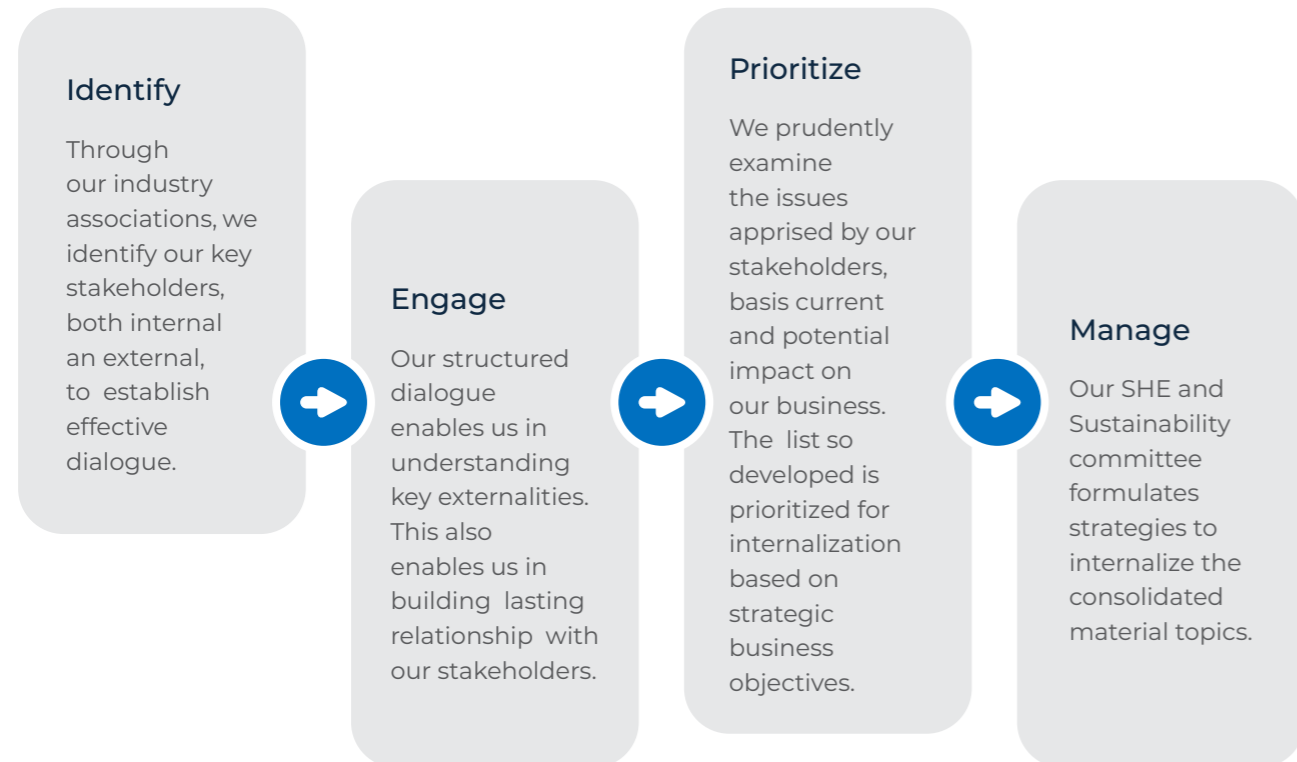 Identify
Through
our industry
associations, we
identify our key
stakeholders,
both internal
an external,
to establish
effective
dialogue.
Engage
Our structured
dialogue
enables us in
understanding
key externalities.
This also
enables us in
building lasting
relationship with
our stakeholders.
Prioritize
We prudently
examine
the issues
apprised by our
stakeholders,
basis current
and potential
impact on
our business.
The list so
developed is
prioritized for
internalization
based on
strategic
business
objectives.
Manage
Our SHE and
Sustainability
committee
formulates
strategies to
internalize the
consolidated
material topics.